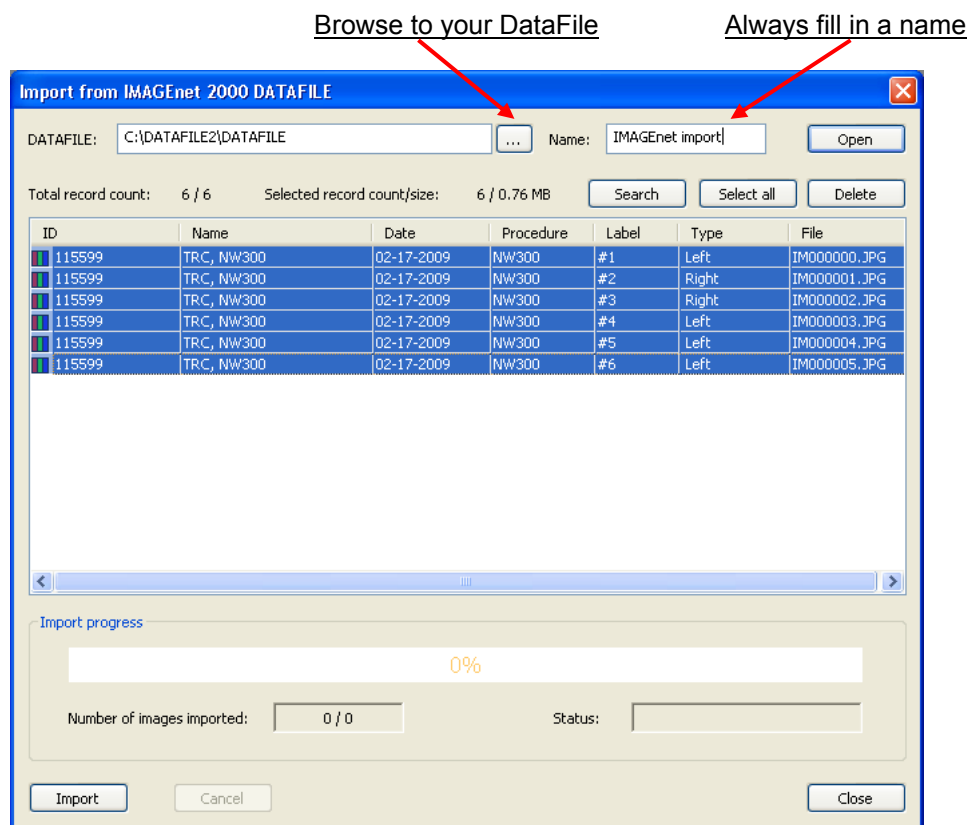 Browse to your DataFile Always fill in a name
Import from IMAGEnet 2000 DATAFILE
DATAFILE: C:\DATAFILE2\DATAFILE ... Name: IMAGEnet import Open
Total record count: 6 / 6 Selected record count/size: 6 / 0.76 MB Search Select all Delete
ID Name Date Procedure Label Type File
115599 TRC, NW300 02-17-2009 NW300 #1 Left IM000000.JPG
115599 TRC, NW300 02-17-2009 NW300 #2 Right IM000001.JPG
115599 TRC, NW300 02-17-2009 NW300 #3 Right IM000002.JPG
115599 TRC, NW300 02-17-2009 NW300 #4 Left IM000003.JPG
115599 TRC, NW300 02-17-2009 NW300 #5 Left IM000004.JPG
115599 TRC, NW300 02-17-2009 NW300 #6 Left IM000005.JPG
Import progress
0%
Number of images imported: 0 / 0 Status:
Import Cancel Close